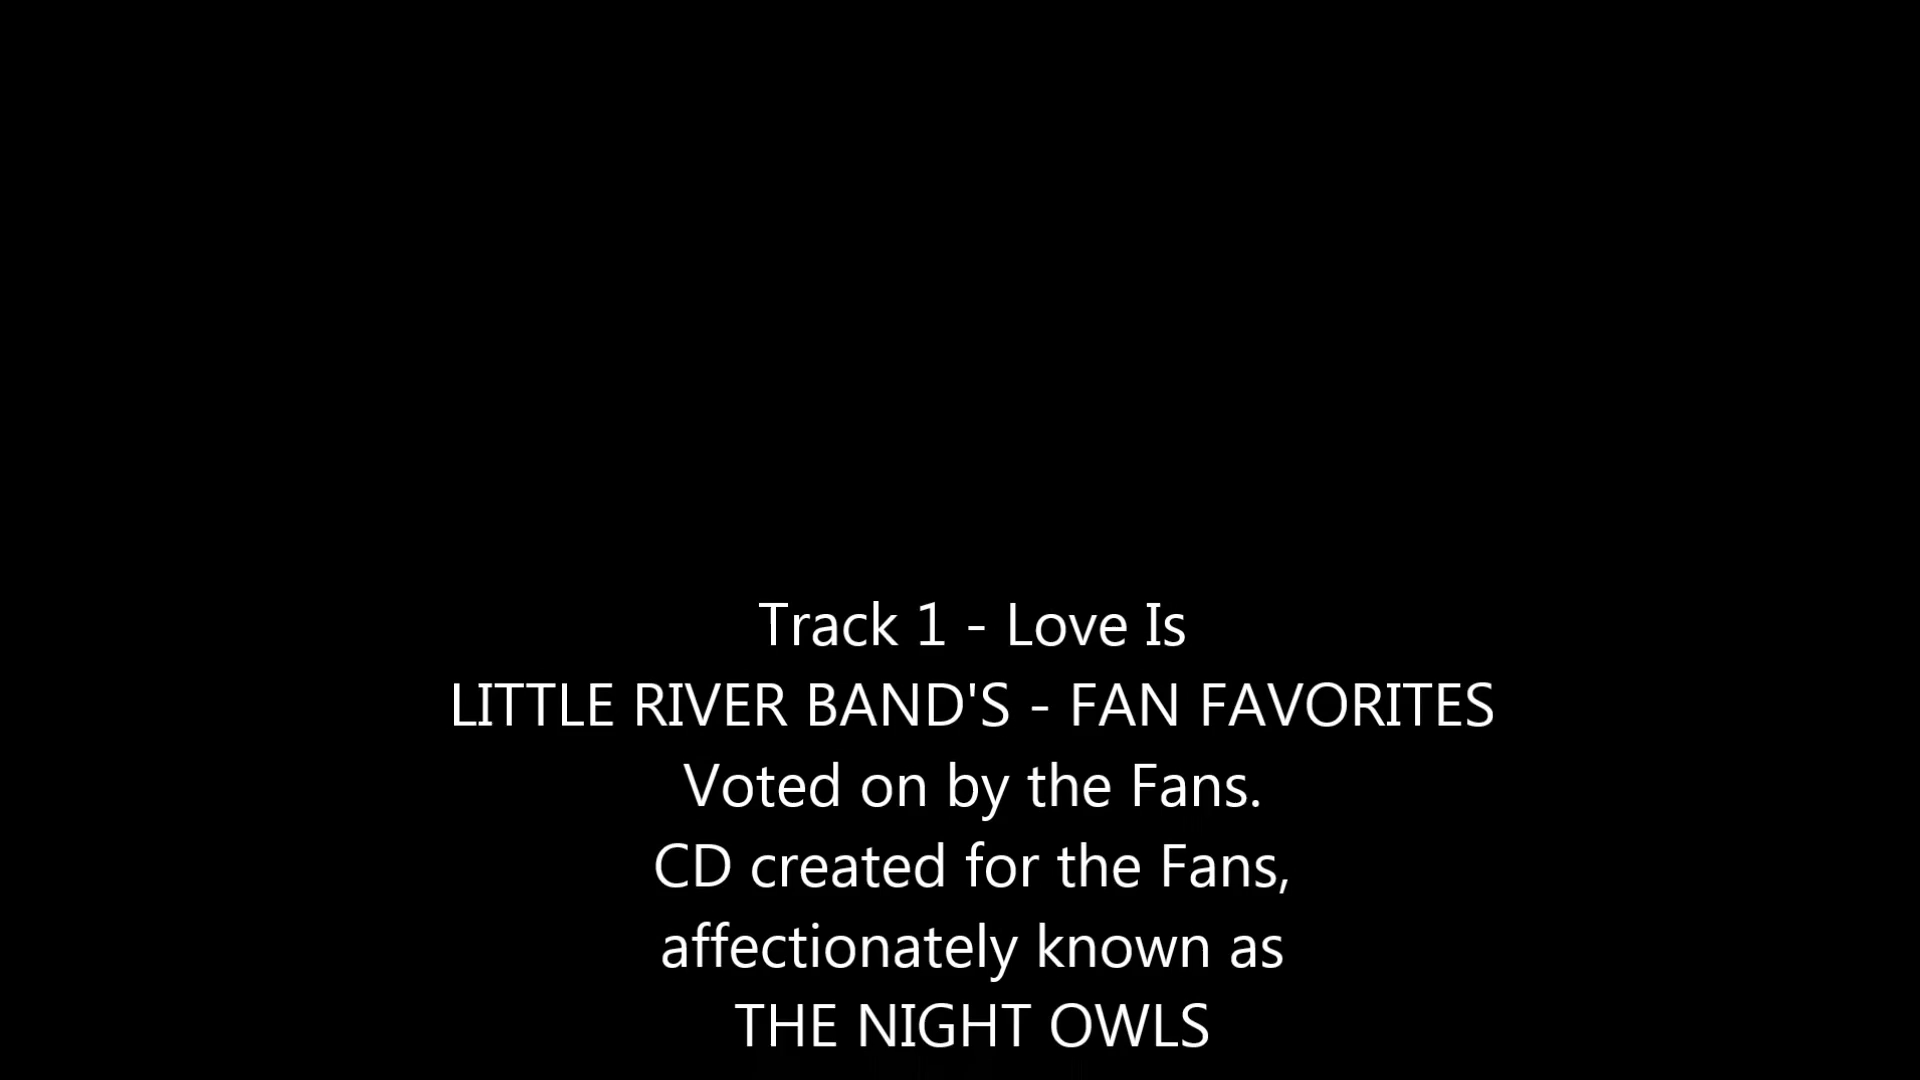 Track 1 - Love Is
LITTLE RIVER BAND'S - FAN FAVORITES
Voted on by the Fans.
CD created for the Fans,
affectionately known as
THE NIGHT OWLS